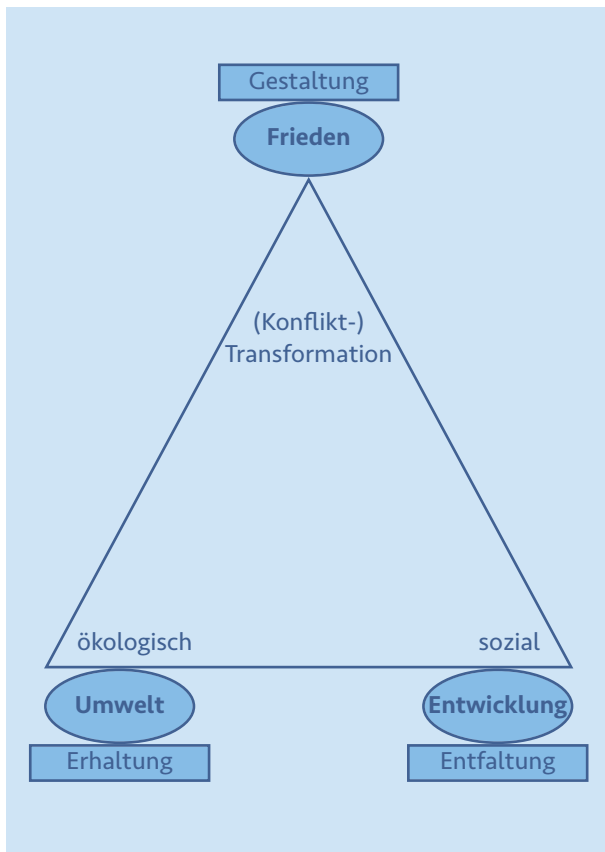 Gestaltung
Frieden
(Konflikt-)
Transformation
ökologisch
sozial
Umwelt
Entwicklung
Erhaltung
Entfaltung